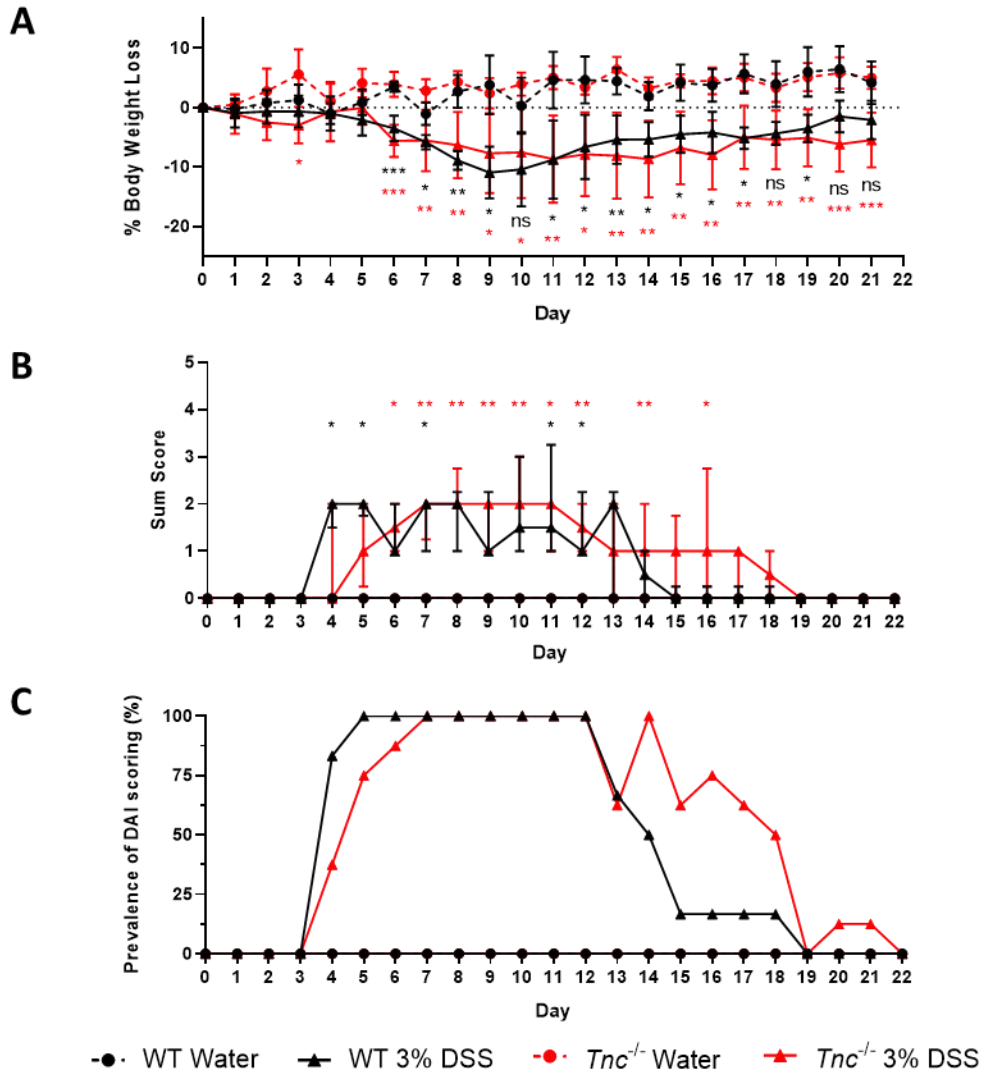 A
% Body Weight Loss
10
0
-10
-20
* *** * ** * ns * * ** * * * * ns * ns ns
*** ** ** * * ** * ** ** ** ** ** ** ** *** ***
0 1 2 3 4 5 6 7 8 9 10 11 12 13 14 15 16 17 18 19 20 21 22
Day
B
Sum Score
5
4
3
2
1
0
* ** ** ** ** * ** ** *
* * * * *
0 1 2 3 4 5 6 7 8 9 10 11 12 13 14 15 16 17 18 19 20 21 22
Day
C
Prevalence of DAI scoring (%)
100
75
50
25
0
0 1 2 3 4 5 6 7 8 9 10 11 12 13 14 15 16 17 18 19 20 21 22
Day
WT Water WT 3% DSS Tnc-/- Water Tnc-/- 3% DSS